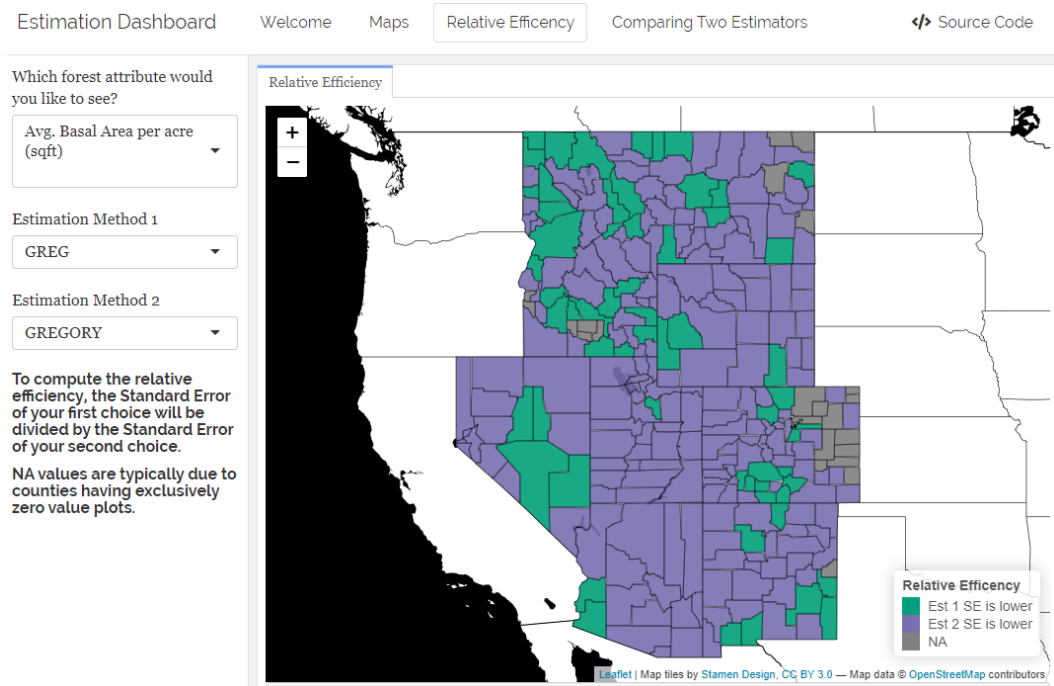 Estimation Dashboard
Welcome
Maps
Relative Efficency
Comparing Two Estimators
</> Source Code
Which forest attribute would
you like to see?
Avg. Basal Area per acre
(sqft)
Estimation Method 1
GREG
Estimation Method 2
GREGORY
To compute the relative
efficiency, the Standard Error
of your first choice will be
divided by the Standard Error
of your second choice.
NA values are typically due to
counties having exclusively
zero value plots.
Relative Efficiency
+
−
Relative Efficency
Est 1 SE is lower
Est 2 SE is lower
NA
Leaflet | Map tiles by Stamen Design, CC BY 3.0 — Map data © OpenStreetMap contributors